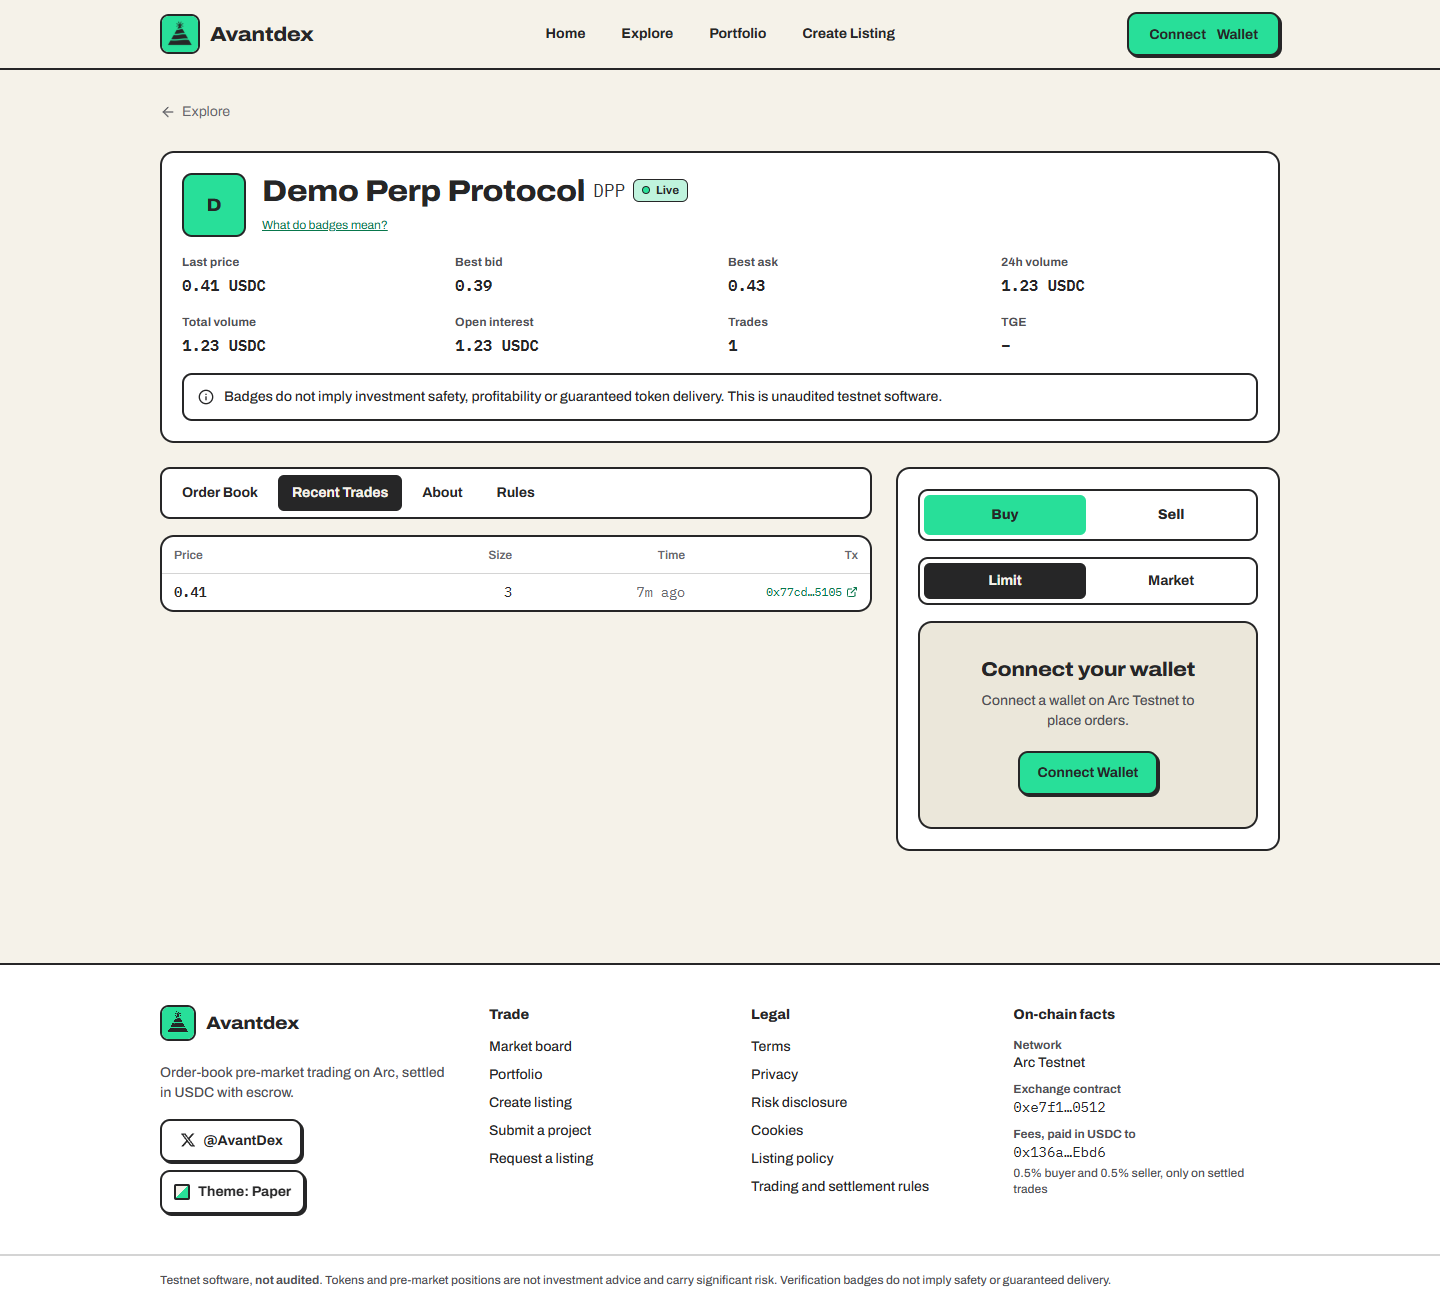 Avantdex
Home Explore Portfolio Create Listing
Connect Wallet
Explore
D
Demo Perp Protocol DPP Live
What do badges mean?
Last price Best bid Best ask 24h volume
0.41 USDC 0.39 0.43 1.23 USDC
Total volume Open interest Trades TGE
1.23 USDC 1.23 USDC 1 –
Badges do not imply investment safety, profitability or guaranteed token delivery. This is unaudited testnet software.
Order Book Recent Trades About Rules
Price Size Time Tx
0.41 3 7m ago 0x77cd…5105
Buy Sell
Limit Market
Connect your wallet
Connect a wallet on Arc Testnet to
place orders.
Connect Wallet
Avantdex
Order-book pre-market trading on Arc, settled
in USDC with escrow.
@AvantDex
Theme: Paper
Trade
Market board
Portfolio
Create listing
Submit a project
Request a listing
Legal
Terms
Privacy
Risk disclosure
Cookies
Listing policy
Trading and settlement rules
On-chain facts
Network
Arc Testnet
Exchange contract
0xe7f1…0512
Fees, paid in USDC to
0x136a…Ebd6
0.5% buyer and 0.5% seller, only on settled
trades
Testnet software, not audited. Tokens and pre-market positions are not investment advice and carry significant risk. Verification badges do not imply safety or guaranteed delivery.